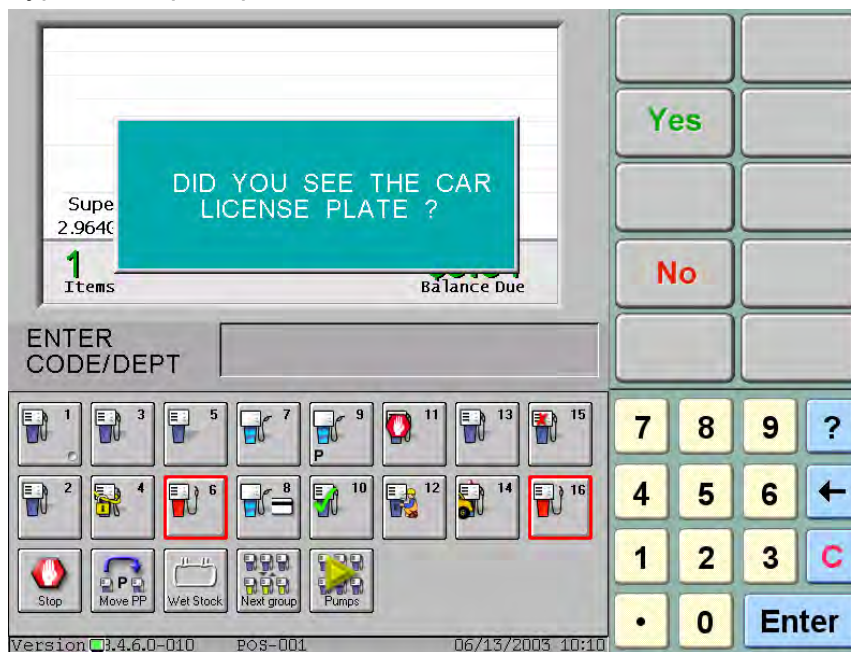 DID YOU SEE THE CAR
LICENSE PLATE ?
Supe
2.964
1
Items
Balance Due
ENTER
CODE/DEPT
Yes
No
1 3 5 7 9 11 13 15
P
2 4 6 8 10 12 14 16
P
Stop Move PP Wet Stock Next group Pumps
7 8 9 ?
4 5 6 ←
1 2 3 C
• 0 Enter
3.4.6.0-010 POS-001 06/13/2003 10:10
Version